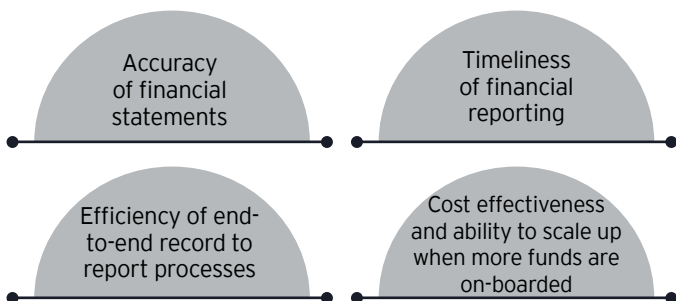 Accuracy
of financial
statements
Timeliness
of financial
reporting
Efficiency of end-
to-end record to
report processes
Cost effectiveness
and ability to scale up
when more funds are
on-boarded